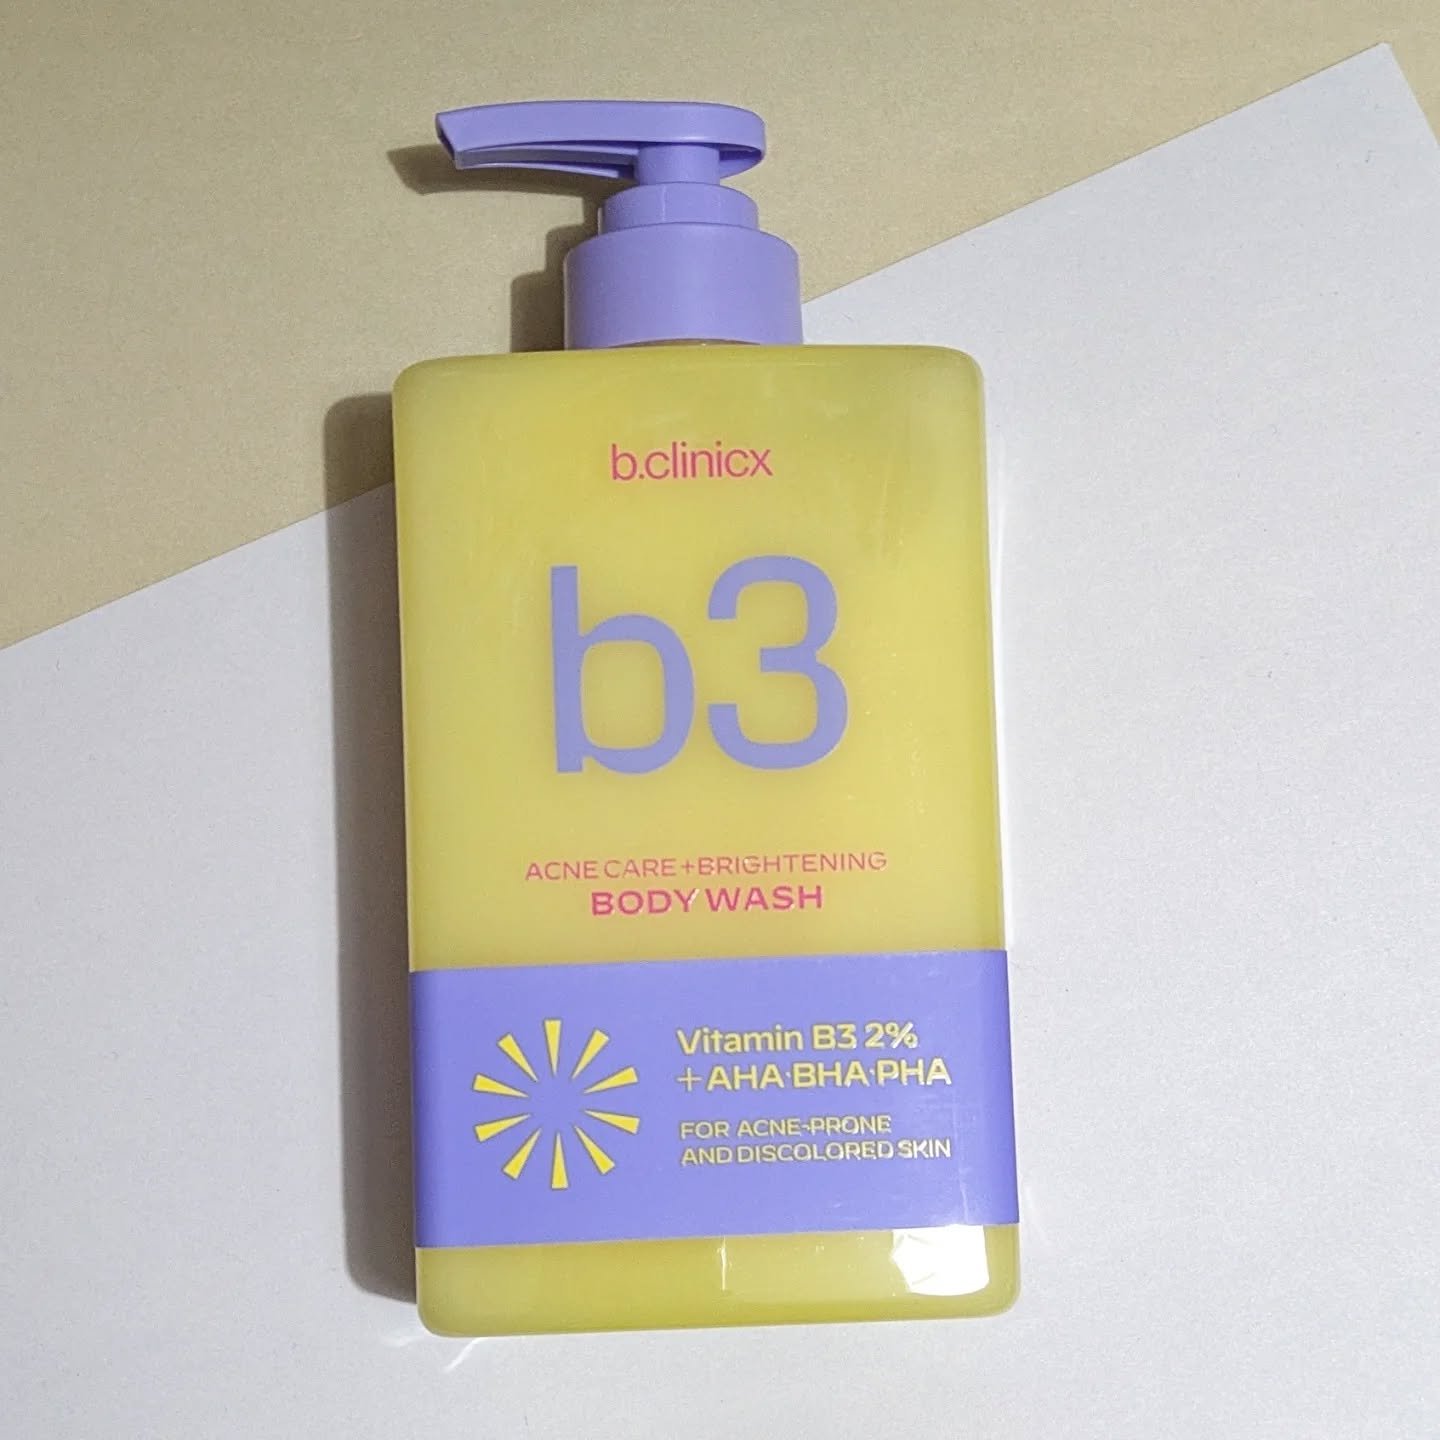 b.clinicx
b3
ACNE CARE+BRIGHTENING
BODY WASH
Vitamin B3 2%
+AHA·BHA·PHA
FOR ACNE-PRONE
AND DISCOLORED SKIN